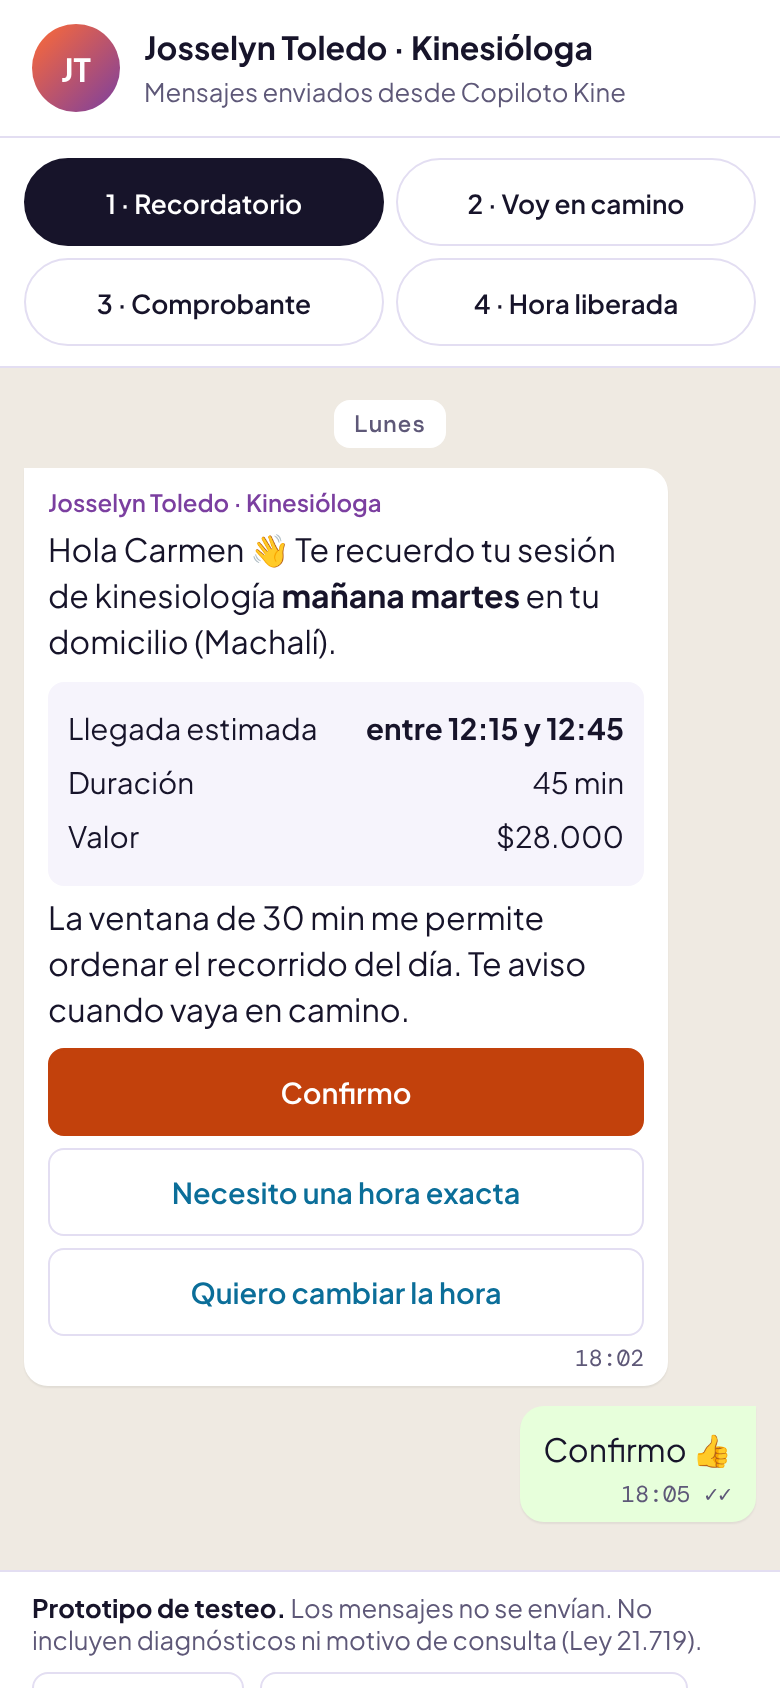 JT
Josselyn Toledo · Kinesióloga
Mensajes enviados desde Copiloto Kine
1 · Recordatorio
2 · Voy en camino
3 · Comprobante
4 · Hora liberada
Lunes
Josselyn Toledo · Kinesióloga
Hola Carmen 👋 Te recuerdo tu sesión
de kinesiología mañana martes en tu
domicilio (Machalí).
Llegada estimada entre 12:15 y 12:45
Duración 45 min
Valor $28.000
La ventana de 30 min me permite
ordenar el recorrido del día. Te aviso
cuando vaya en camino.
Confirmo
Necesito una hora exacta
Quiero cambiar la hora
18:02
Confirmo 👍
18:05 ✓✓
Prototipo de testeo. Los mensajes no se envían. No
incluyen diagnósticos ni motivo de consulta (Ley 21.719).